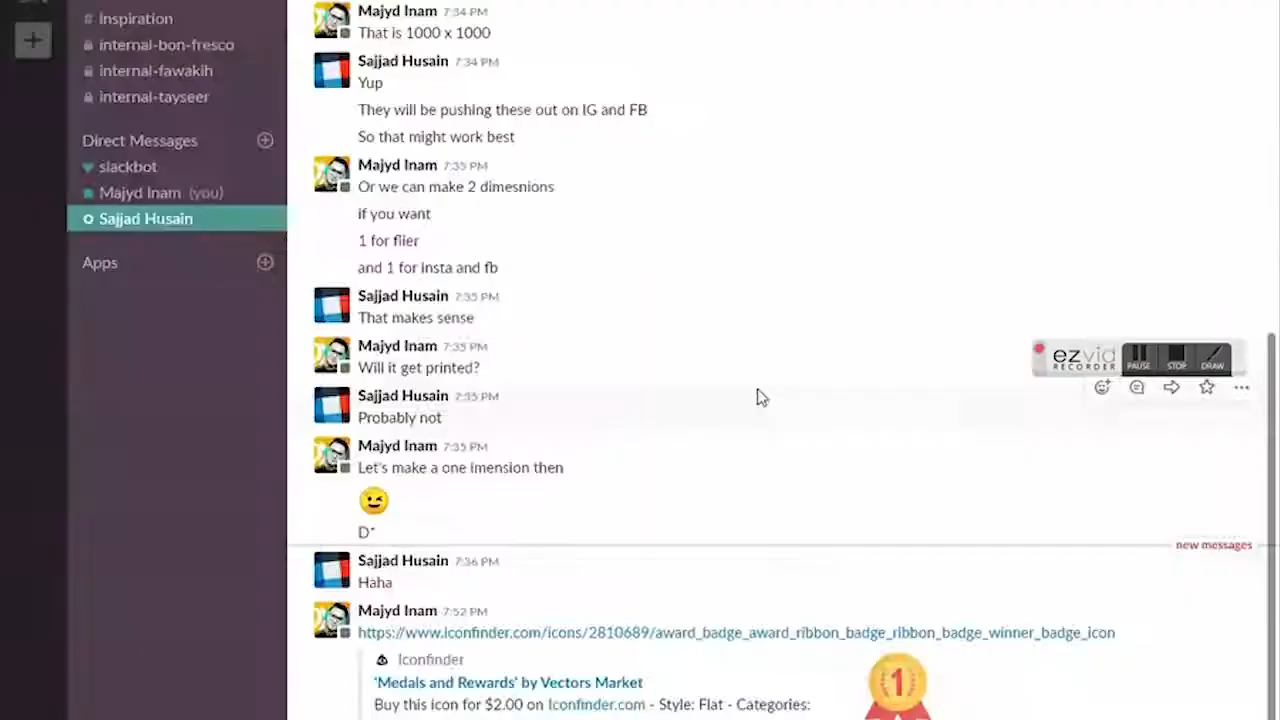 # Inspiration
internal-bon-fresco
internal-fawakih
internal-tayseer
Direct Messages
slackbot
Majyd Inam (you)
Sajjad Husain
Apps
Majyd Inam 7:34 PM
That is 1000 x 1000
Sajjad Husain 7:34 PM
Yup
They will be pushing these out on IG and FB
So that might work best
Majyd Inam 7:35 PM
Or we can make 2 dimesnions
if you want
1 for flier
and 1 for insta and fb
Sajjad Husain 7:35 PM
That makes sense
Majyd Inam 7:35 PM
Will it get printed?
Sajjad Husain 7:35 PM
Probably not
Majyd Inam 7:35 PM
Let's make a one imension then
D*
new messages
Sajjad Husain 7:36 PM
Haha
Majyd Inam 7:52 PM
https://www.iconfinder.com/icons/2810689/award_badge_award_ribbon_badge_ribbon_badge_winner_badge_icon
Iconfinder
'Medals and Rewards' by Vectors Market
Buy this icon for $2.00 on Iconfinder.com - Style: Flat - Categories:
1
ezvid
RECORDER
PAUSE
STOP
DRAW